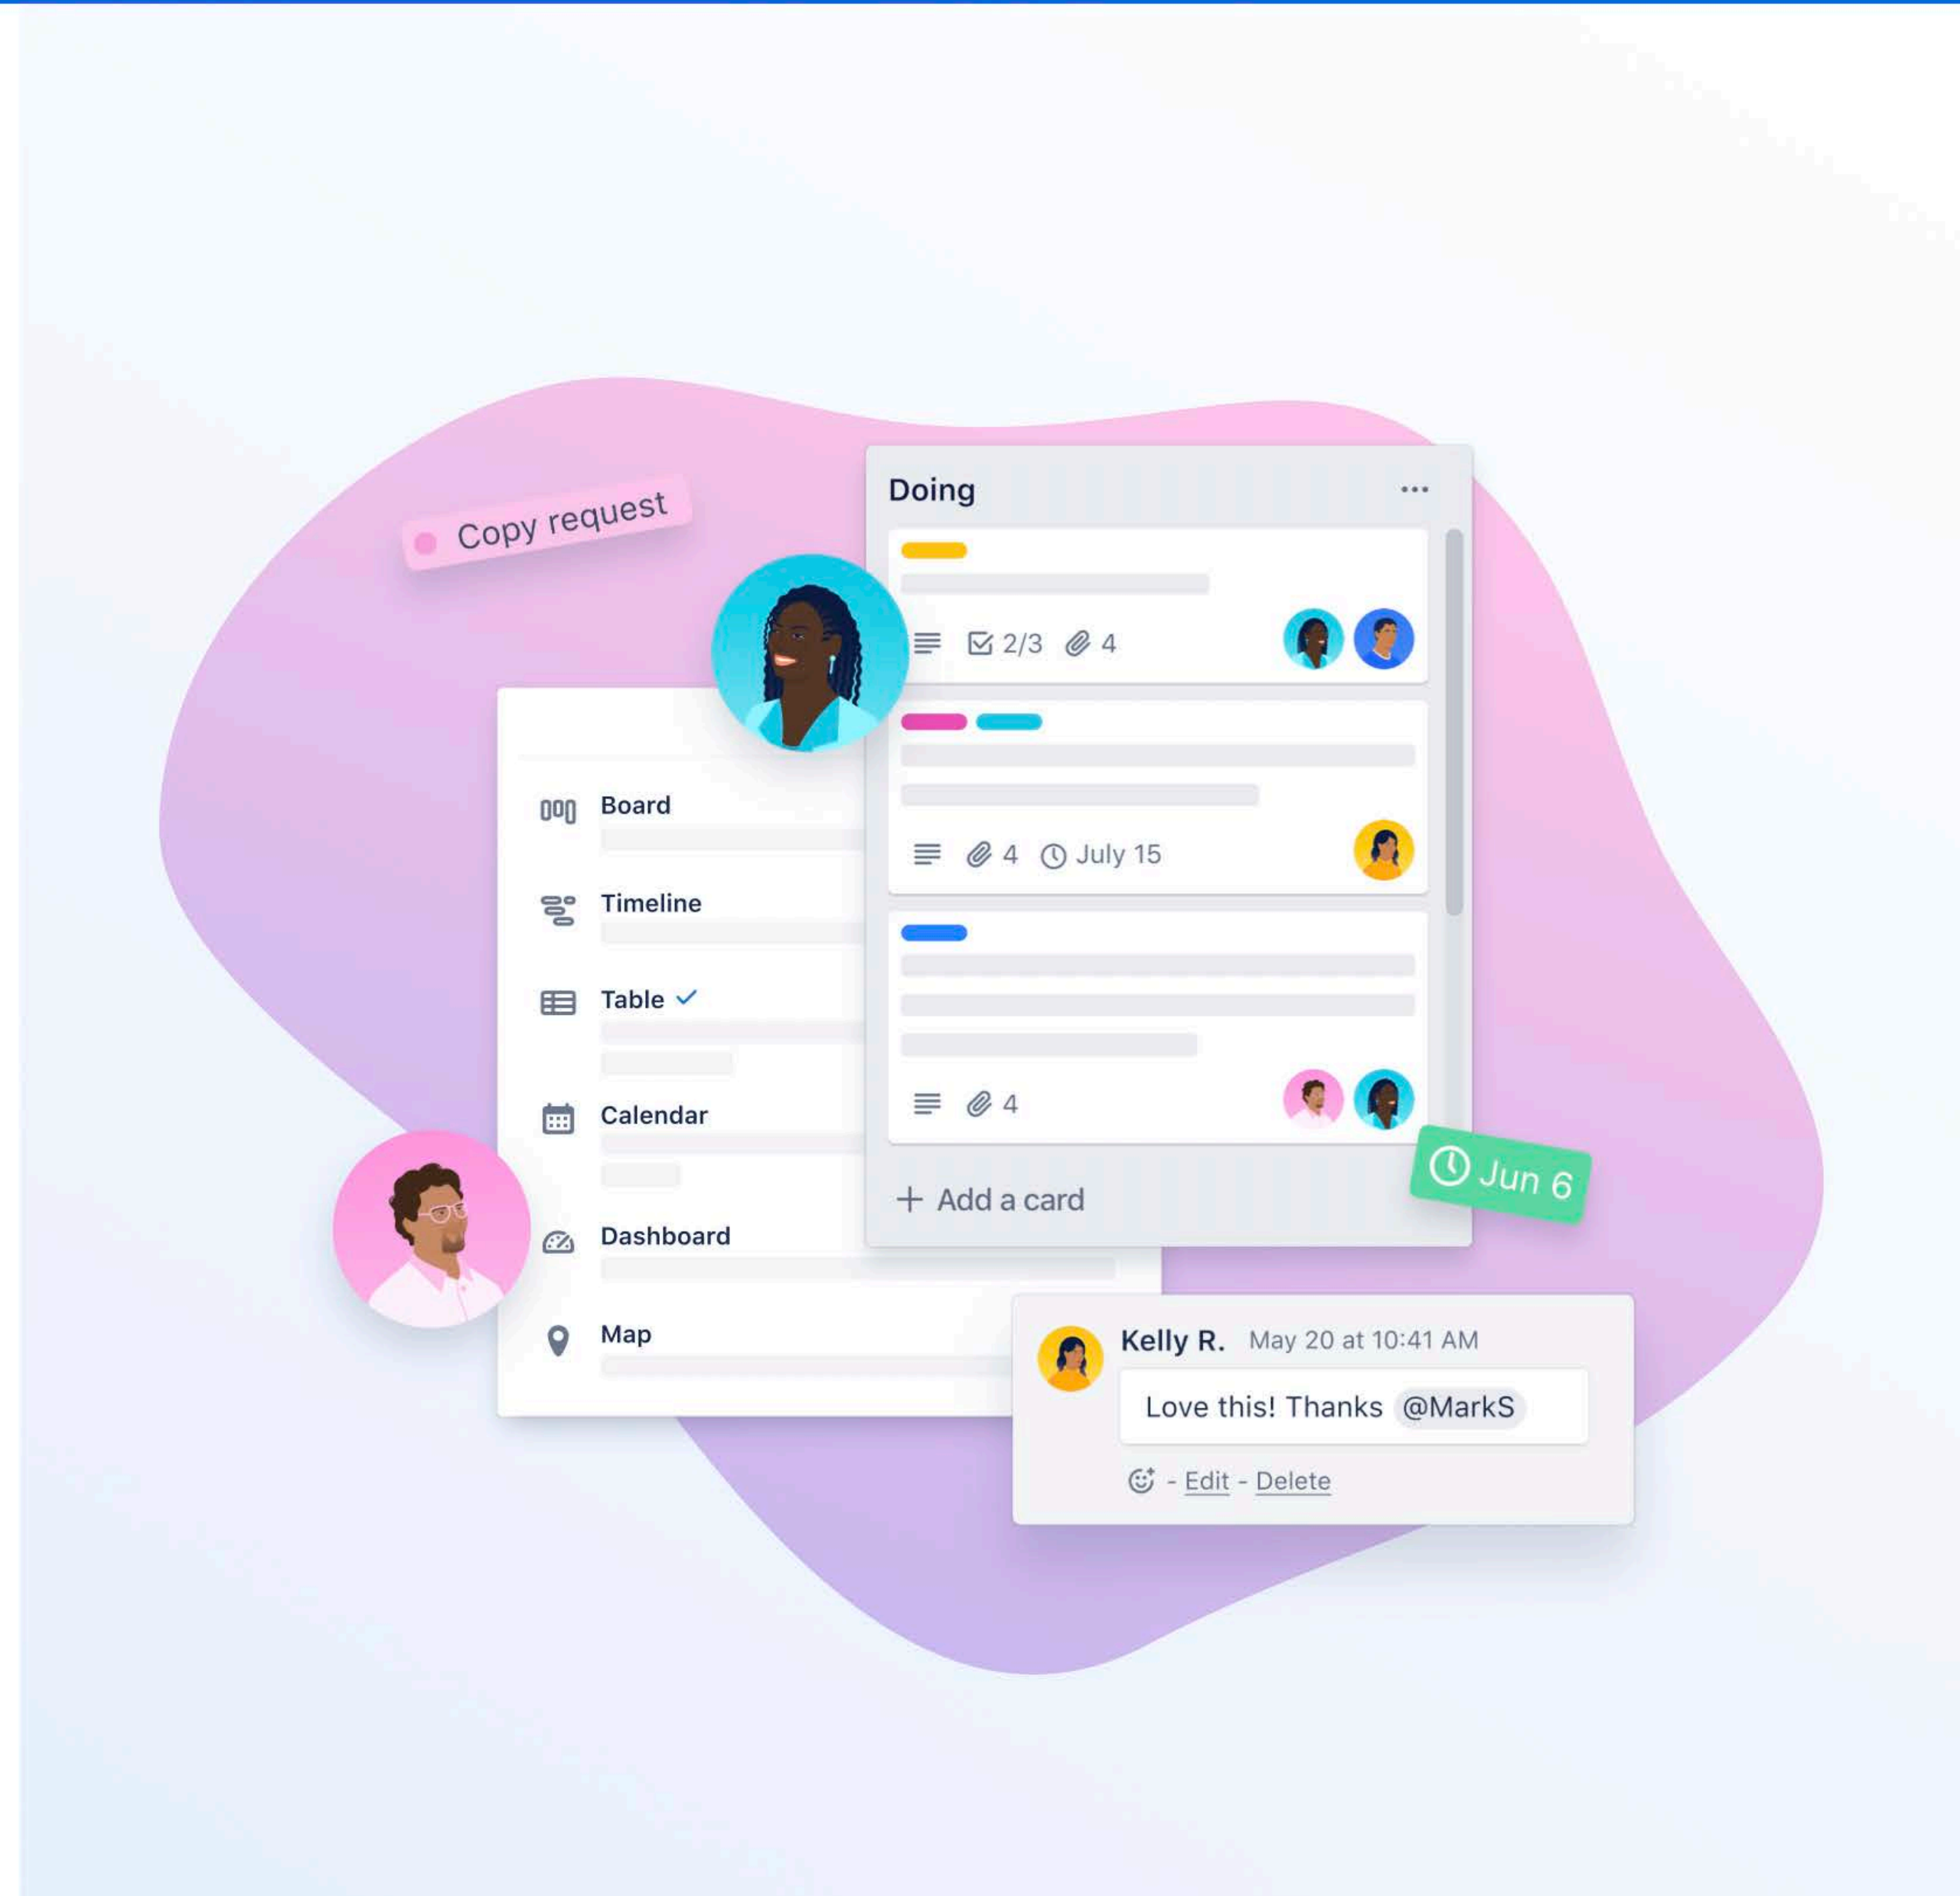 Copy request
Doing
2/3 4
4 July 15
4
+ Add a card
Jun 6
Board
Timeline
Table
Calendar
Dashboard
Map
Kelly R. May 20 at 10:41 AM
Love this! Thanks @MarkS
- Edit - Delete